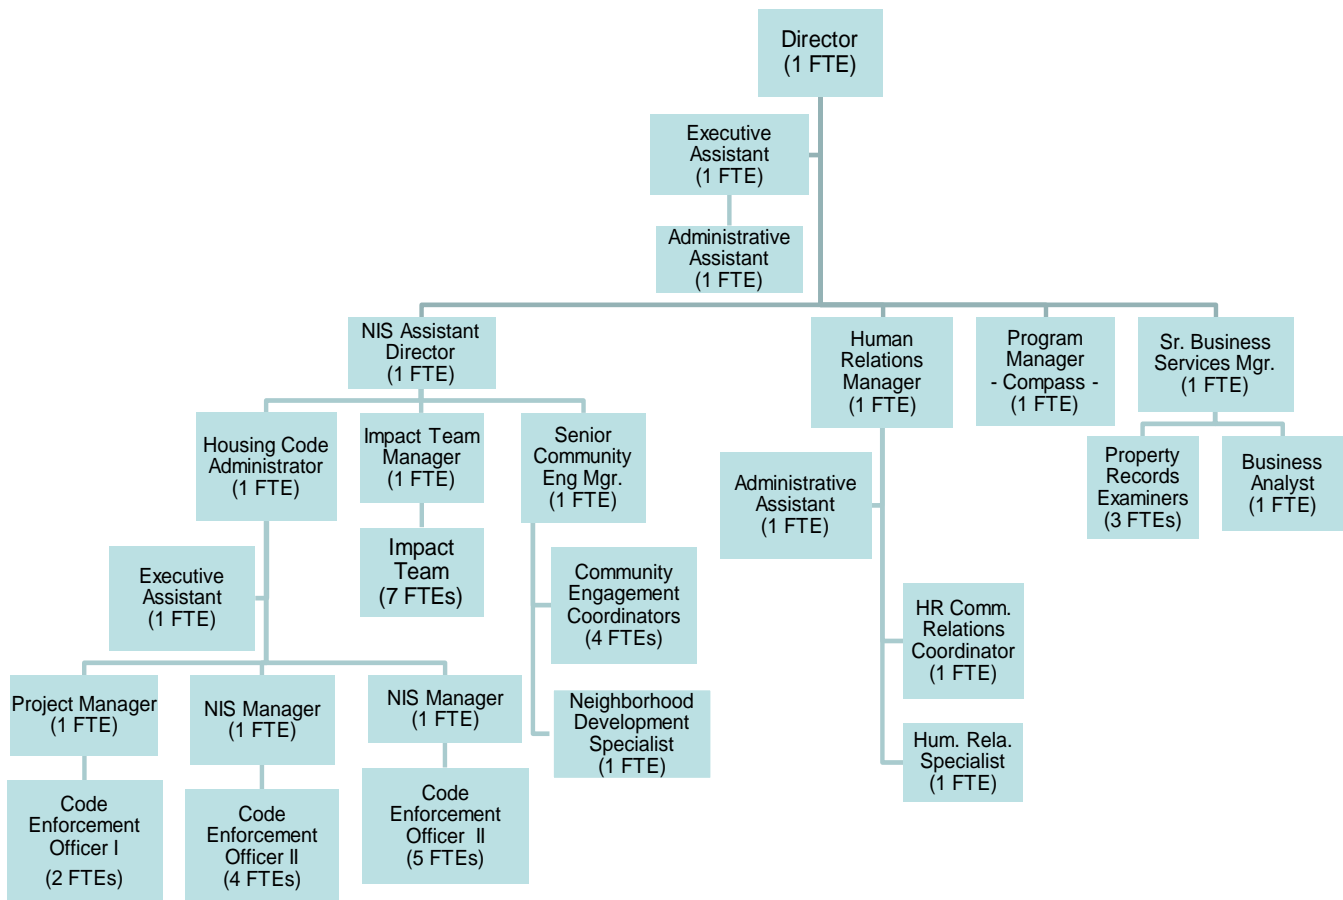 Director
(1 FTE)
Executive
Assistant
(1 FTE)
Administrative
Assistant
(1 FTE)
NIS Assistant
Director
(1 FTE)
Human
Relations
Manager
(1 FTE)
Program
Manager
- Compass -
(1 FTE)
Sr. Business
Services Mgr.
(1 FTE)
Housing Code
Administrator
(1 FTE)
Impact Team
Manager
(1 FTE)
Senior
Community
Eng Mgr.
(1 FTE)
Administrative
Assistant
(1 FTE)
Property
Records
Examiners
(3 FTEs)
Business
Analyst
(1 FTE)
Executive
Assistant
(1 FTE)
Impact
Team
(7 FTEs)
Community
Engagement
Coordinators
(4 FTEs)
HR Comm.
Relations
Coordinator
(1 FTE)
Project Manager
(1 FTE)
NIS Manager
(1 FTE)
NIS Manager
(1 FTE)
Neighborhood
Development
Specialist
(1 FTE)
Hum. Rela.
Specialist
(1 FTE)
Code
Enforcement
Officer I
(2 FTEs)
Code
Enforcement
Officer II
(4 FTEs)
Code
Enforcement
Officer II
(5 FTEs)